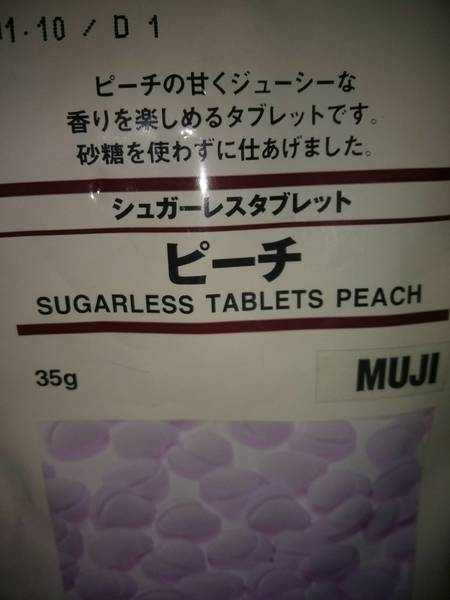 1.10 / D 1
ピーチの甘くジューシーな
香りを楽しめるタブレットです。
砂糖を使わずに仕あげました。
シュガーレスタブレット
ピーチ
SUGARLESS TABLETS PEACH
35g
MUJI